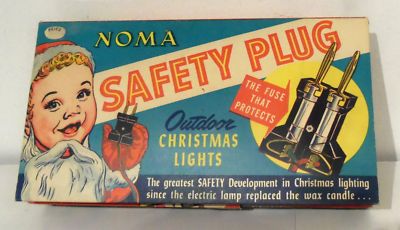 NOMA
SAFETY PLUG
THE FUSE
THAT
PROTECTS
Outdoor
CHRISTMAS
LIGHTS
The greatest SAFETY Development in Christmas lighting
since the electric lamp replaced the wax candle...